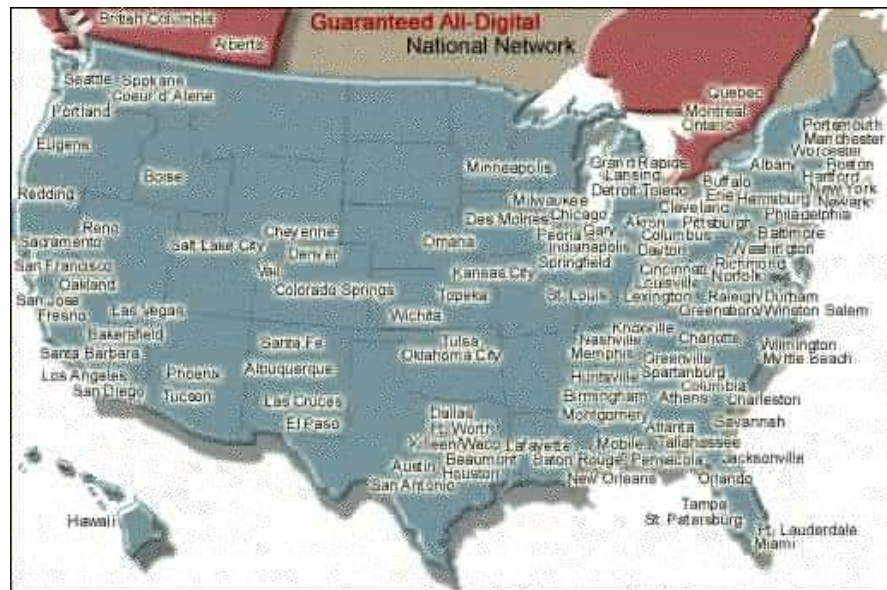 British Columbia
Alberta
Guaranteed All-Digital
National Network
Quebec
Montreal
Ontario
Seattle Spokane
Coeur d'Alene
Portland
Eugene
Boise
Redding
Reno
Sacramento
San Francisco
Oakland
San Jose
Fresno
Las Vegas
Bakersfield
Santa Barbara
Los Angeles
San Diego
Phoenix
Tucson
Salt Lake City
Cheyenne
Denver
Vail
Colorado Springs
Santa Fe
Albuquerque
Las Cruces
El Paso
Minneapolis
Des Moines
Omaha
Kansas City
Topeka
Wichita
Tulsa
Oklahoma City
Dallas
Ft. Worth
Killeen/Waco
Austin
Beaumont
Houston
San Antonio
Lafayette
Baton Rouge
New Orleans
Milwaukee
Chicago
Peoria Gary
Indianapolis
Springfield
St. Louis
Grand Rapids
Lansing
Detroit Toledo
Cleveland
Akron Pittsburgh
Columbus
Dayton
Cincinnati
Louisville
Lexington
Buffalo
Erie
Albany
Portsmouth
Manchester
Worcester
Boston
Hartford
New York
Newark
Harrisburg
Philadelphia
Baltimore
Washington
Richmond
Norfolk
Raleigh/Durham
Greensboro/Winston Salem
Knoxville
Nashville
Memphis
Charlotte
Greenville
Spartanburg
Wilmington
Myrtle Beach
Huntsville
Columbia
Birmingham
Athens
Charleston
Montgomery
Atlanta
Savannah
Mobile
Tallahassee
Pensacola
Jacksonville
Orlando
Tampa
St. Petersburg
Ft. Lauderdale
Miami
Hawaii